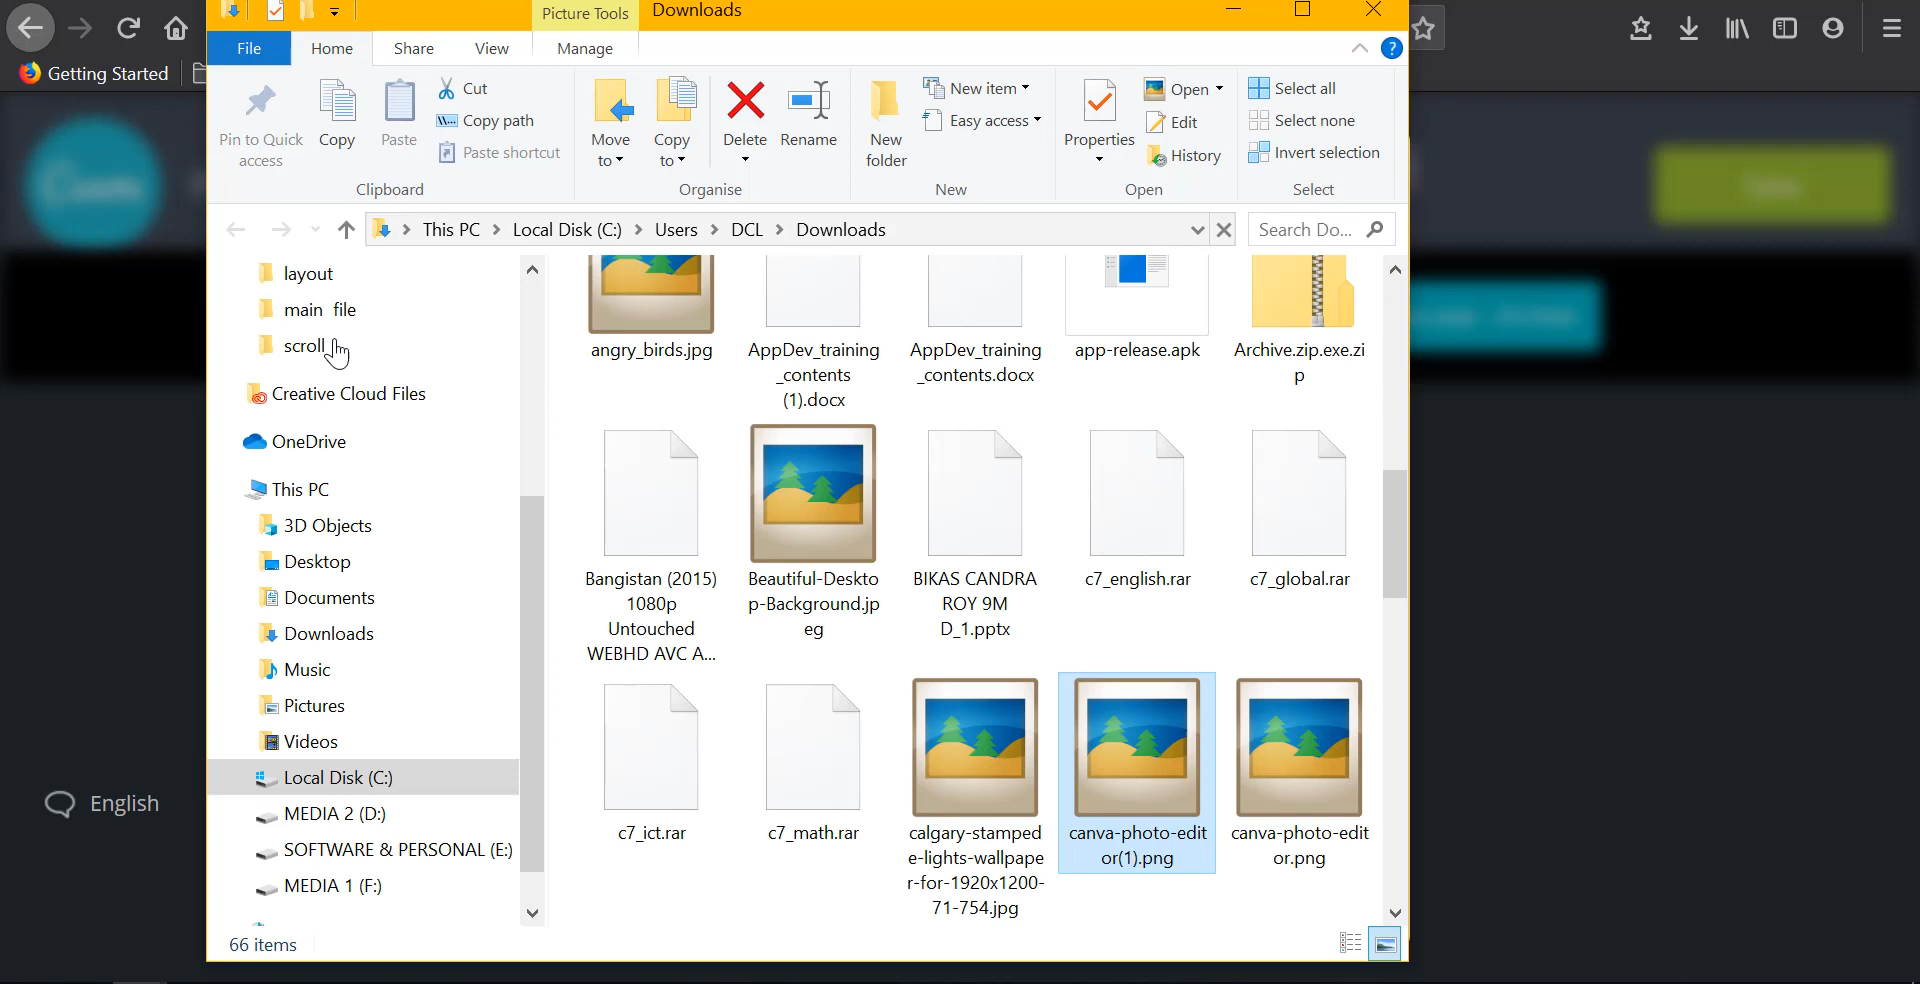 Picture Tools
Downloads
File
Home
Share
View
Manage
Getting Started
Pin to Quick
access
Copy
Paste
Cut
Copy path
Paste shortcut
Clipboard
Move
to
Copy
to
Delete
Rename
Organise
New
folder
New item
Easy access
New
Properties
Open
Edit
History
Open
Select all
Select none
Invert selection
Select
This PC
Local Disk (C:)
Users
DCL
Downloads
Search Do...
layout
main file
scroll
Creative Cloud Files
OneDrive
This PC
3D Objects
Desktop
Documents
Downloads
Music
Pictures
Videos
Local Disk (C:)
MEDIA 2 (D:)
SOFTWARE & PERSONAL (E:)
MEDIA 1 (F:)
angry_birds.jpg
AppDev_training
_contents
(1).docx
AppDev_training
_contents.docx
app-release.apk
Archive.zip.exe.zi
p
Bangistan (2015)
1080p
Untouched
WEBHD AVC A...
Beautiful-Deskto
p-Background.jp
eg
BIKAS CANDRA
ROY 9M
D_1.pptx
c7_english.rar
c7_global.rar
c7_ict.rar
c7_math.rar
calgary-stamped
e-lights-wallpape
r-for-1920x1200-
71-754.jpg
canva-photo-edit
or(1).png
canva-photo-edit
or.png
66 items
English